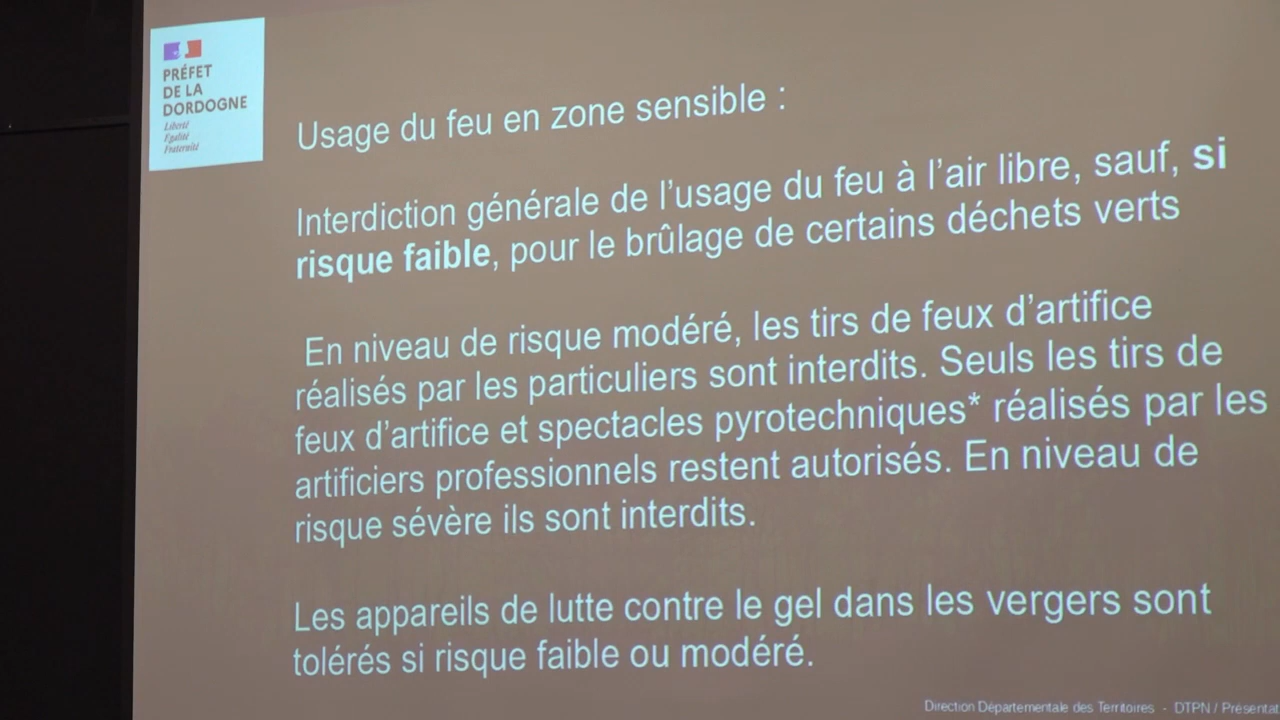 PRÉFET
DE LA
DORDOGNE
Liberté
Égalité
Fraternité
Usage du feu en zone sensible :
Interdiction générale de l'usage du feu à l'air libre, sauf, si
risque faible, pour le brûlage de certains déchets verts
En niveau de risque modéré, les tirs de feux d'artifice
réalisés par les particuliers sont interdits. Seuls les tirs de
feux d'artifice et spectacles pyrotechniques* réalisés par les
artificiers professionnels restent autorisés. En niveau de
risque sévère ils sont interdits.
Les appareils de lutte contre le gel dans les vergers sont
tolérés si risque faible ou modéré.
Direction Départementale des Territoires - DTPN / Présentat